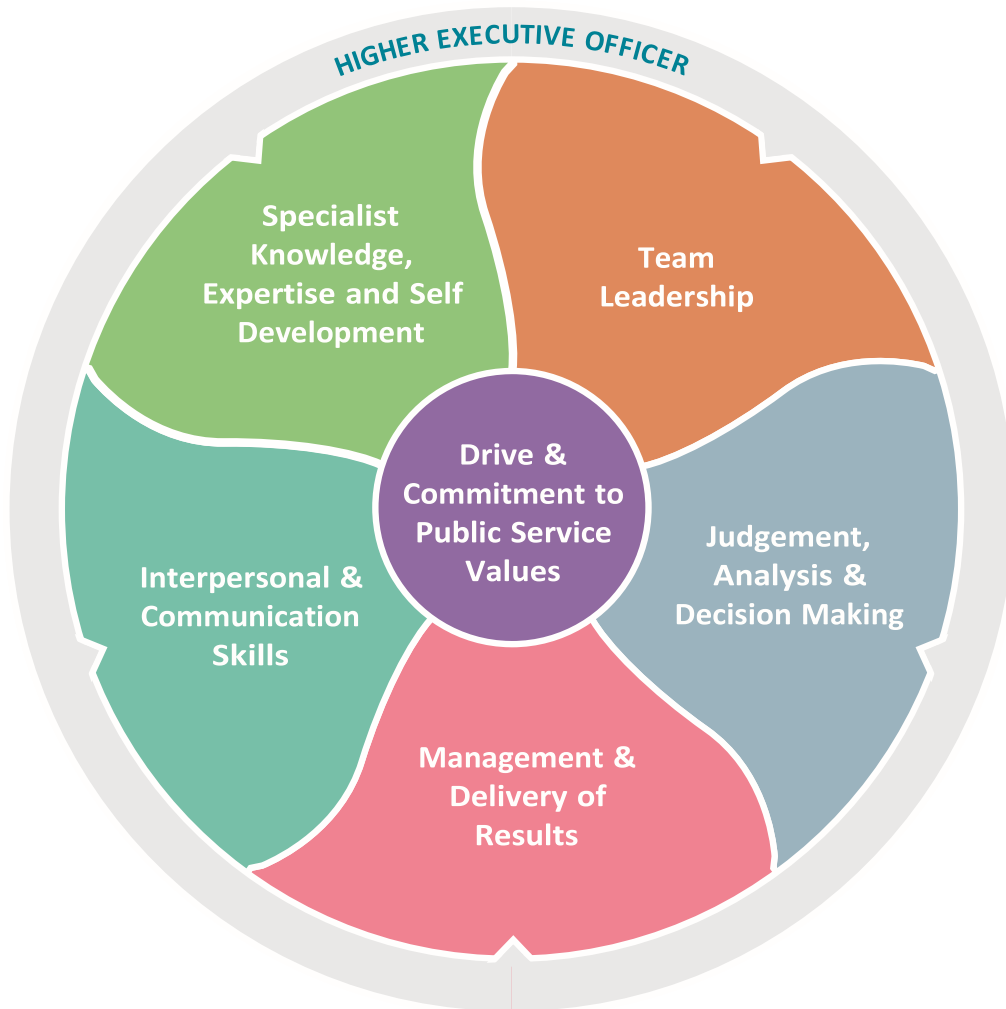 HIGHER EXECUTIVE OFFICER
Specialist
Knowledge,
Expertise and Self
Development
Team
Leadership
Drive &
Commitment to
Public Service
Values
Judgement,
Analysis &
Decision Making
Interpersonal &
Communication
Skills
Management &
Delivery of
Results